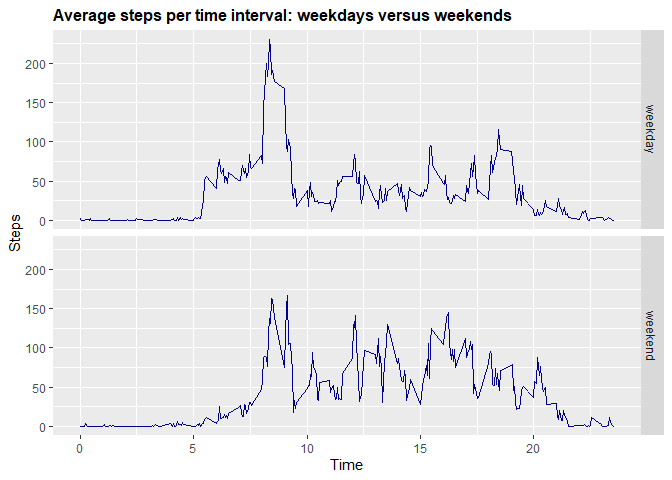 Average steps per time interval: weekdays versus weekends
200
150
100
50
0
weekday
Steps
200
150
100
50
0
weekend
0 5 10 15 20
Time